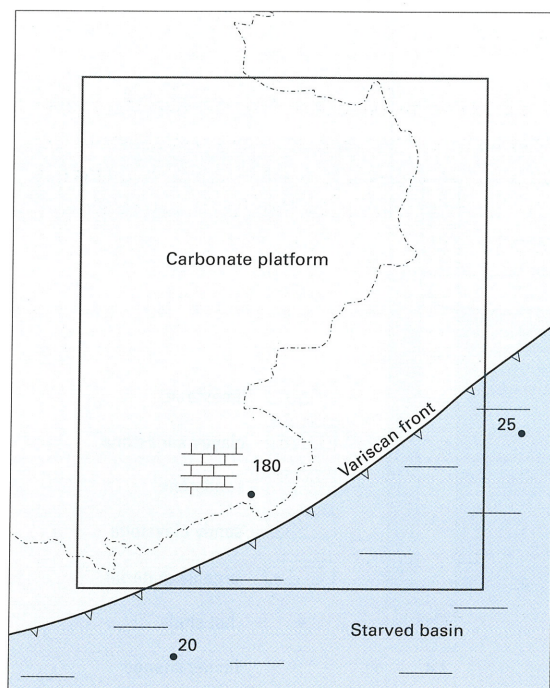 Carbonate platform
Variscan front
25
180
Starved basin
20